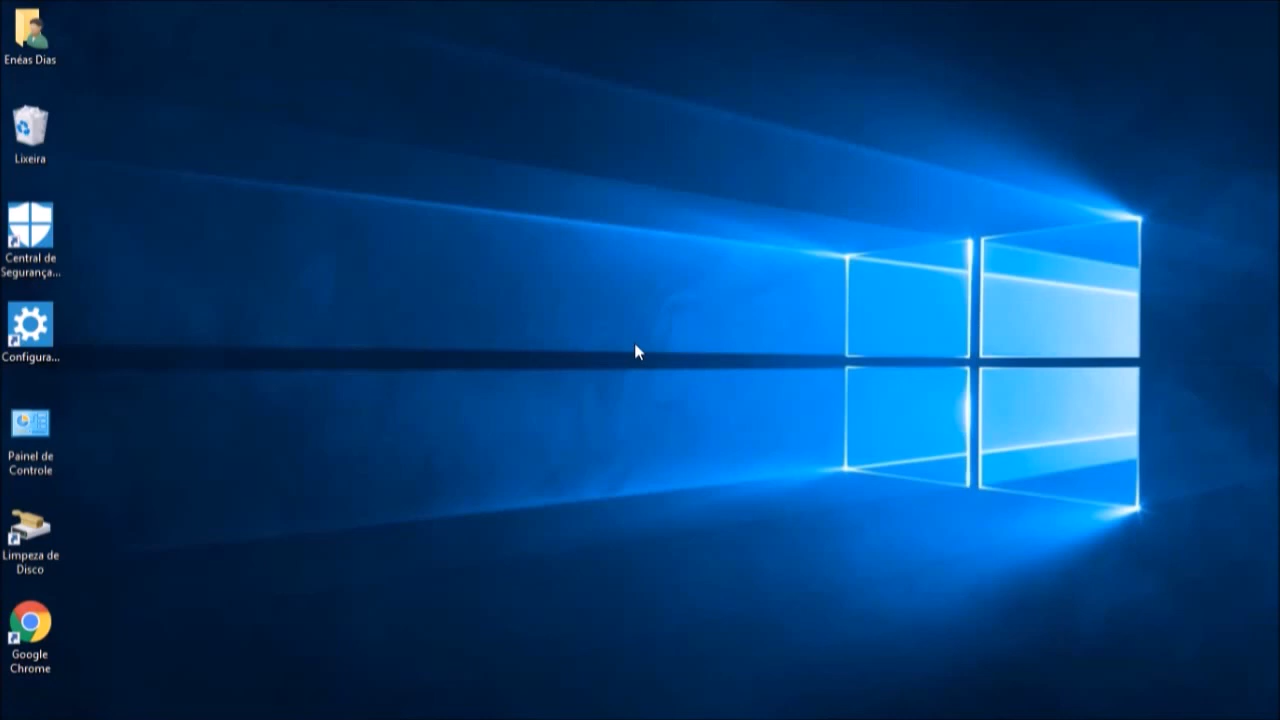 Enéas Dias
Lixeira
Central de
Segurança...
Configura...
Painel de
Controle
Limpeza de
Disco
Google
Chrome